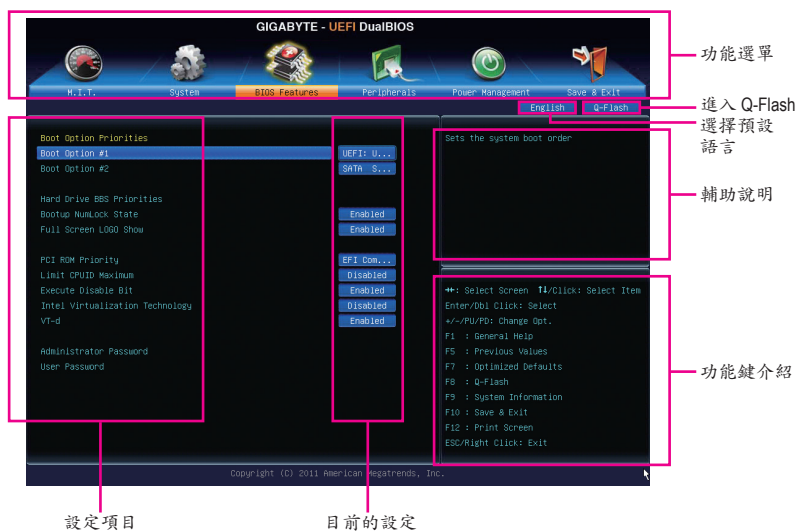 GIGABYTE - UEFI DualBIOS
M.I.T. System BIOS Features Peripherals Power Management Save & Exit
功能選單
English Q-Flash
進入 Q-Flash
選擇預設
語言
Boot Option Priorities
Boot Option #1 UEFI: U...
Boot Option #2 SATA S...
Hard Drive BBS Priorities
Bootup NumLock State Enabled
Full Screen LOGO Show Enabled
PCI ROM Priority EFI Com...
Limit CPUID Maximum Disabled
Execute Disable Bit Enabled
Intel Virtualization Technology Disabled
VT-d Enabled
Administrator Password
User Password
Sets the system boot order
輔助說明
→←: Select Screen ↑↓/Click: Select Item
Enter/Dbl Click: Select
+/-/PU/PD: Change Opt.
F1 : General Help
F5 : Previous Values
F7 : Optimized Defaults
F8 : Q-Flash
F9 : System Information
F10 : Save & Exit
F12 : Print Screen
ESC/Right Click: Exit
功能鍵介紹
Copyright (C) 2011 American Megatrends, Inc.
設定項目
目前的設定